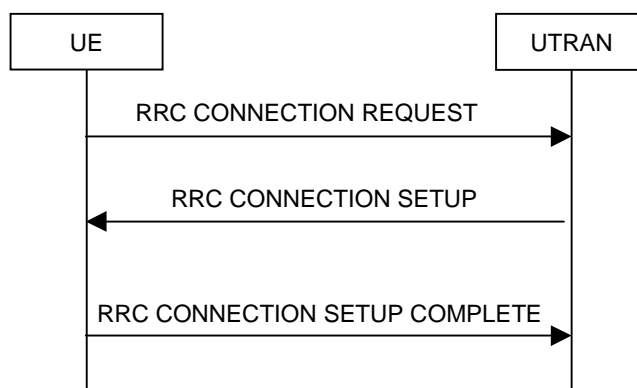 UE
UTRAN
RRC CONNECTION REQUEST
RRC CONNECTION SETUP
RRC CONNECTION SETUP COMPLETE